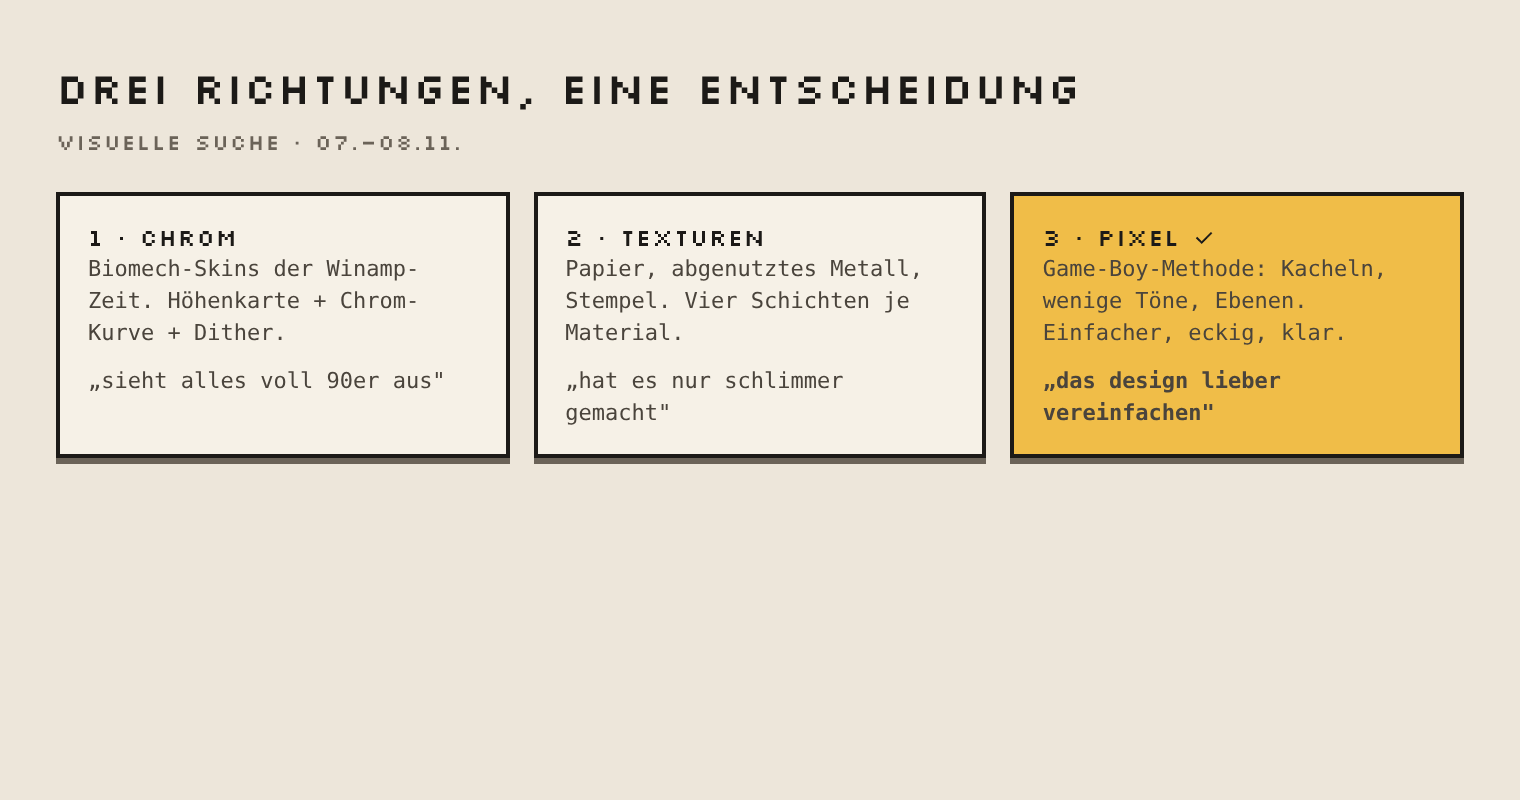 DREI RICHTUNGEN, EINE ENTSCHEIDUNG
VISUELLE SUCHE · 07.–08.11.
1 · CHROM
Biomech-Skins der Winamp-
Zeit. Höhenkarte + Chrom-
Kurve + Dither.
„sieht alles voll 90er aus"
2 · TEXTUREN
Papier, abgenutztes Metall,
Stempel. Vier Schichten je
Material.
„hat es nur schlimmer
gemacht"
3 · PIXEL ✓
Game-Boy-Methode: Kacheln,
wenige Töne, Ebenen.
Einfacher, eckig, klar.
„das design lieber
vereinfachen"